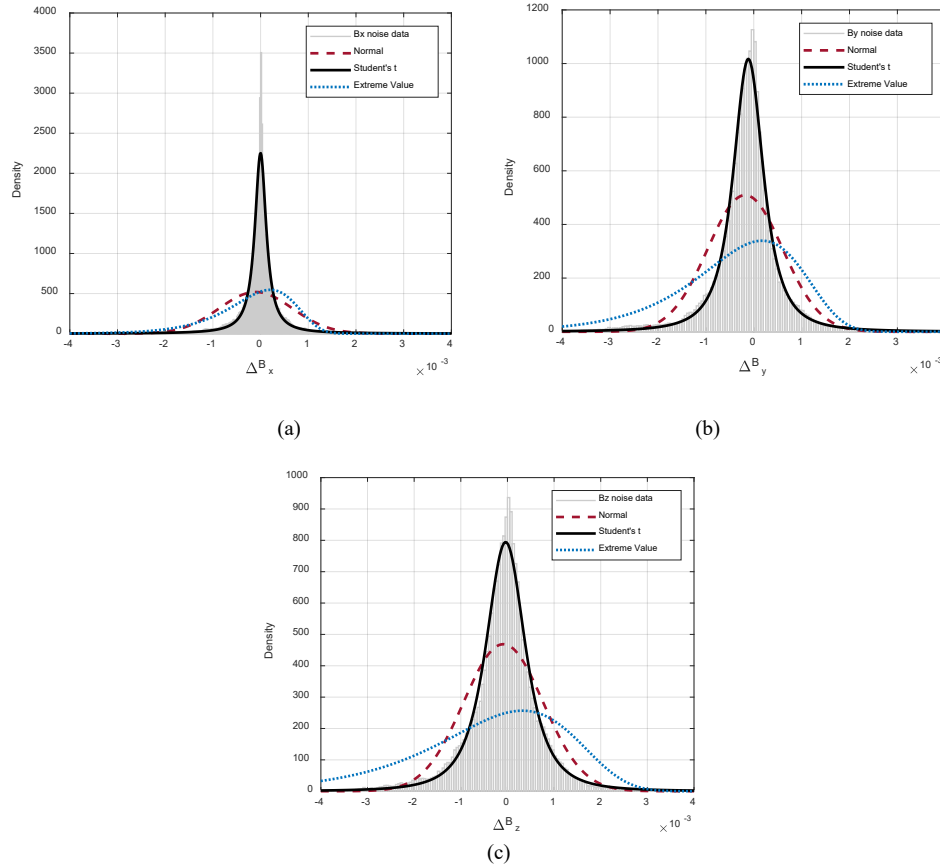 4000
3500
3000
2500
2000
1500
1000
500
0
Density
Bx noise data
Normal
Student's t
Extreme Value
-4 -3 -2 -1 0 1 2 3 4
Δ B x
× 10 -3
(a)
1200
1000
800
600
400
200
0
Density
By noise data
Normal
Student's t
Extreme Value
-4 -3 -2 -1 0 1 2 3
Δ B y
× 10 -3
(b)
1000
900
800
700
600
500
400
300
200
100
0
Density
Bz noise data
Normal
Student's t
Extreme Value
-4 -3 -2 -1 0 1 2 3 4
Δ B z
× 10 -3
(c)